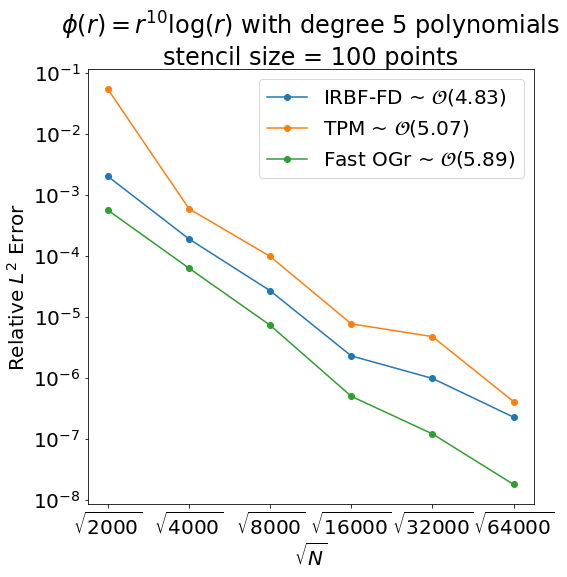 ϕ(r) = r¹⁰log(r) with degree 5 polynomials
stencil size = 100 points
IRBF-FD ~ 𝒪(4.83)
TPM ~ 𝒪(5.07)
Fast OGr ~ 𝒪(5.89)
Relative L² Error
10⁻¹
10⁻²
10⁻³
10⁻⁴
10⁻⁵
10⁻⁶
10⁻⁷
10⁻⁸
√2000 √4000 √8000 √16000 √32000 √64000
√N